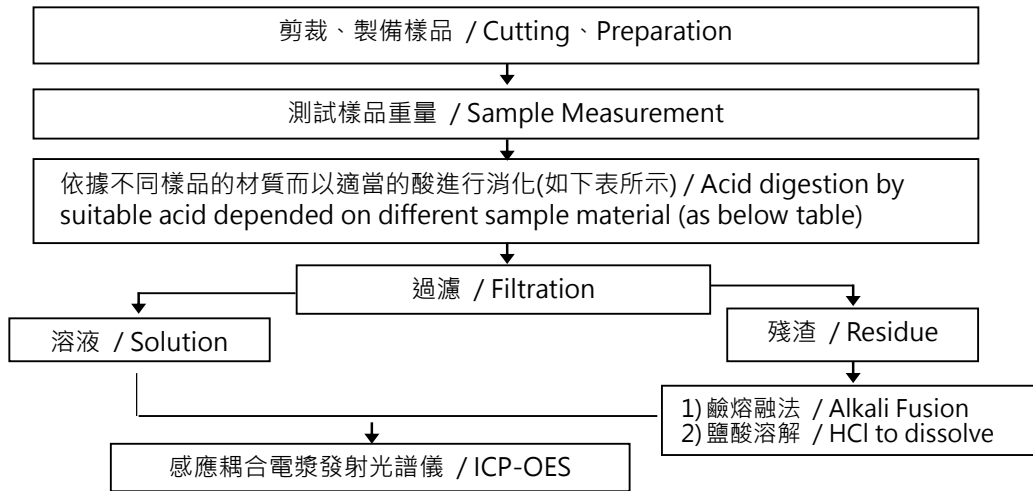 剪裁、製備樣品 / Cutting、Preparation
測試樣品重量 / Sample Measurement
依據不同樣品的材質而以適當的酸進行消化(如下表所示) / Acid digestion by
suitable acid depended on different sample material (as below table)
過濾 / Filtration
溶液 / Solution
殘渣 / Residue
1) 鹼熔融法 / Alkali Fusion
2) 鹽酸溶解 / HCl to dissolve
感應耦合電漿發射光譜儀 / ICP-OES